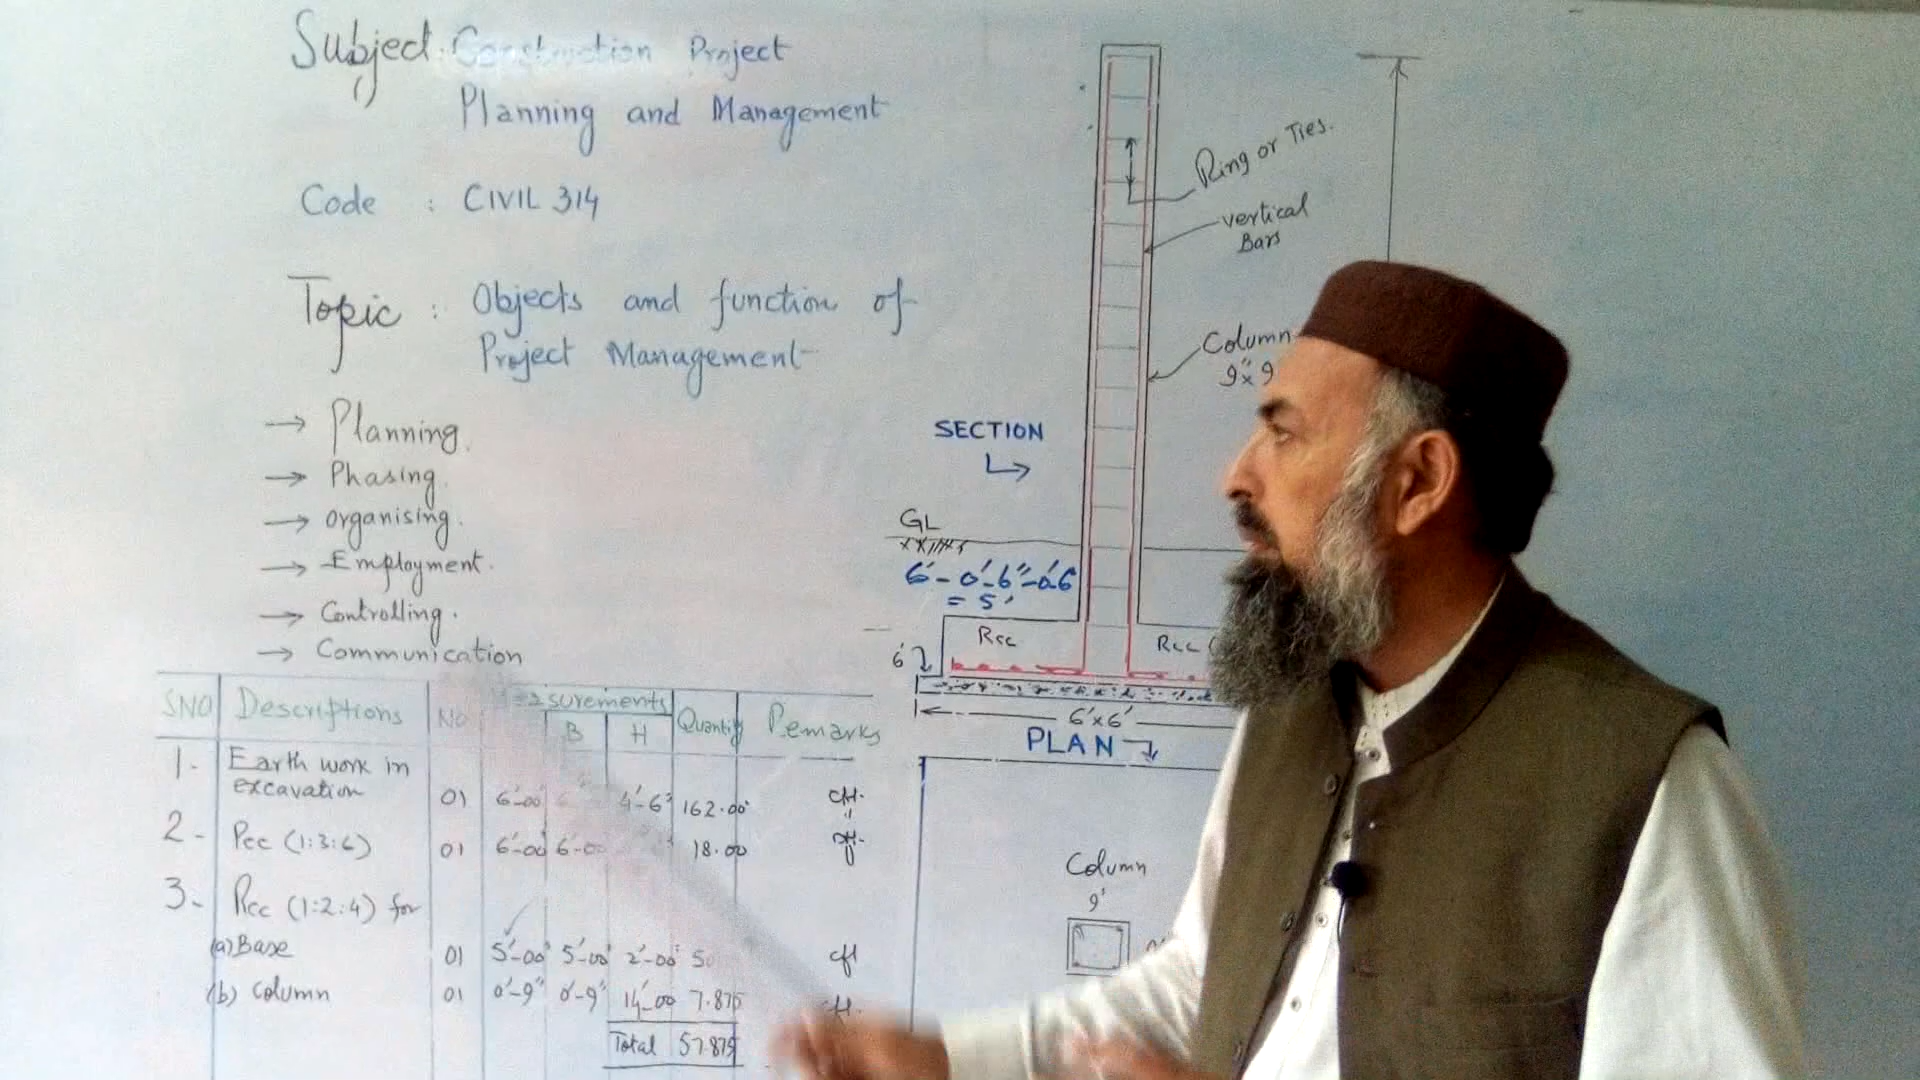 Subject: Construction Project
Planning and Management
Code : CIVIL 314
Topic : Objects and function of
Project Management
→ Planning.
→ Phasing.
→ Organising.
→ Employment.
→ Controlling.
→ Communication
SNO Descriptions No surements Quantity Remarks
B H
1- Earth work in
excavation 01 6'-00" 4'-6" 162.00 cft.
2- Pcc (1:3:6) 01 6'-00" 6'-00 18.00
3- Rcc (1:2:4) for
(a) Base 01 5'-00" 5'-00" 2'-00" 50 cft
(b) Column 01 0'-9" 0'-9" 14'-00 7.875 cft.
Total 57.875
Ring or Ties.
vertical
Bars
Column
9"x9
SECTION
GL
6'-0'-6"-0'-6
= 5'
Rcc Rcc
6"
6'x6'
PLAN
Column
9'